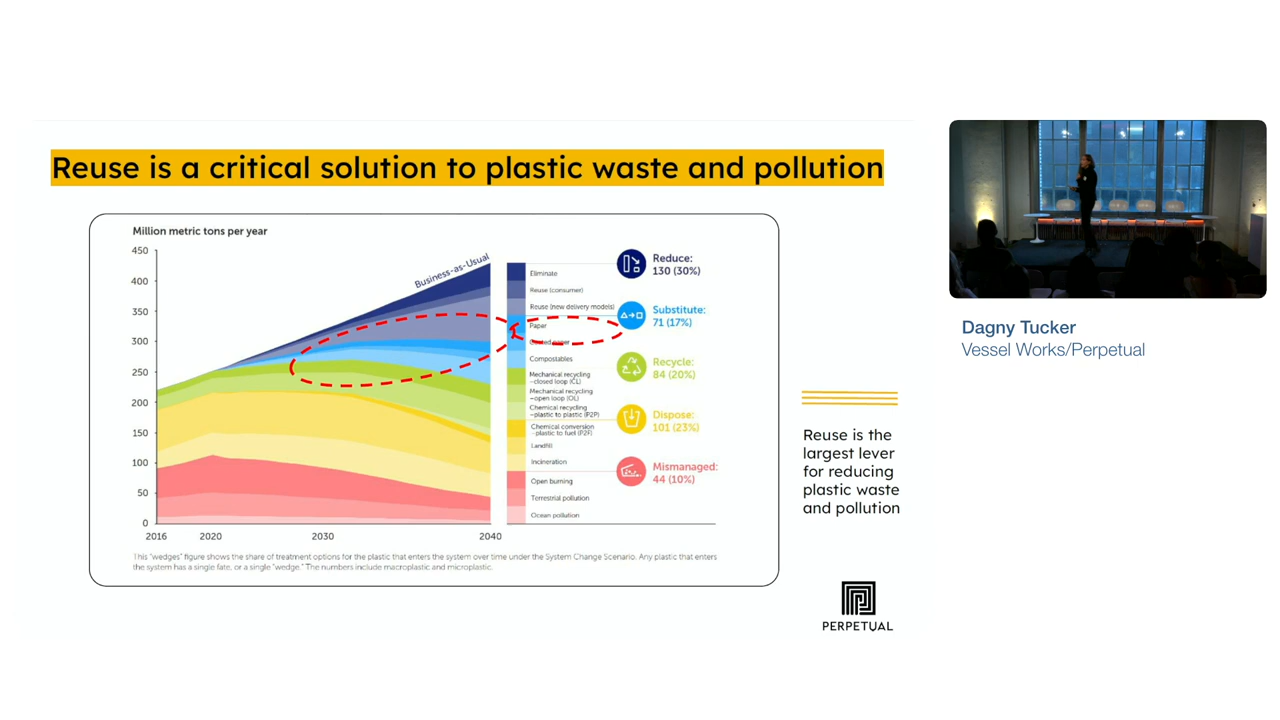 Reuse is a critical solution to plastic waste and pollution
Million metric tons per year
450
400
350
300
250
200
150
100
50
0
2016
2020
2030
2040
Business-as-Usual
Eliminate
Reuse (consumer)
Reuse (new delivery models)
Paper
Coated paper
Compostables
Mechanical recycling
–closed loop (CL)
Mechanical recycling
–open loop (OL)
Chemical recycling
–plastic to plastic (P2P)
Chemical conversion
–plastic to fuel (P2F)
Landfill
Incineration
Open burning
Terrestrial pollution
Ocean pollution
Reduce:
130 (30%)
Substitute:
71 (17%)
Recycle:
84 (20%)
Dispose:
101 (23%)
Mismanaged:
44 (10%)
This "wedges" figure shows the share of treatment options for the plastic that enters the system over time under the System Change Scenario. Any plastic that enters
the system has a single fate, or a single "wedge." The numbers include macroplastic and microplastic.
Reuse is the
largest lever
for reducing
plastic waste
and pollution
PERPETUAL
Dagny Tucker
Vessel Works/Perpetual